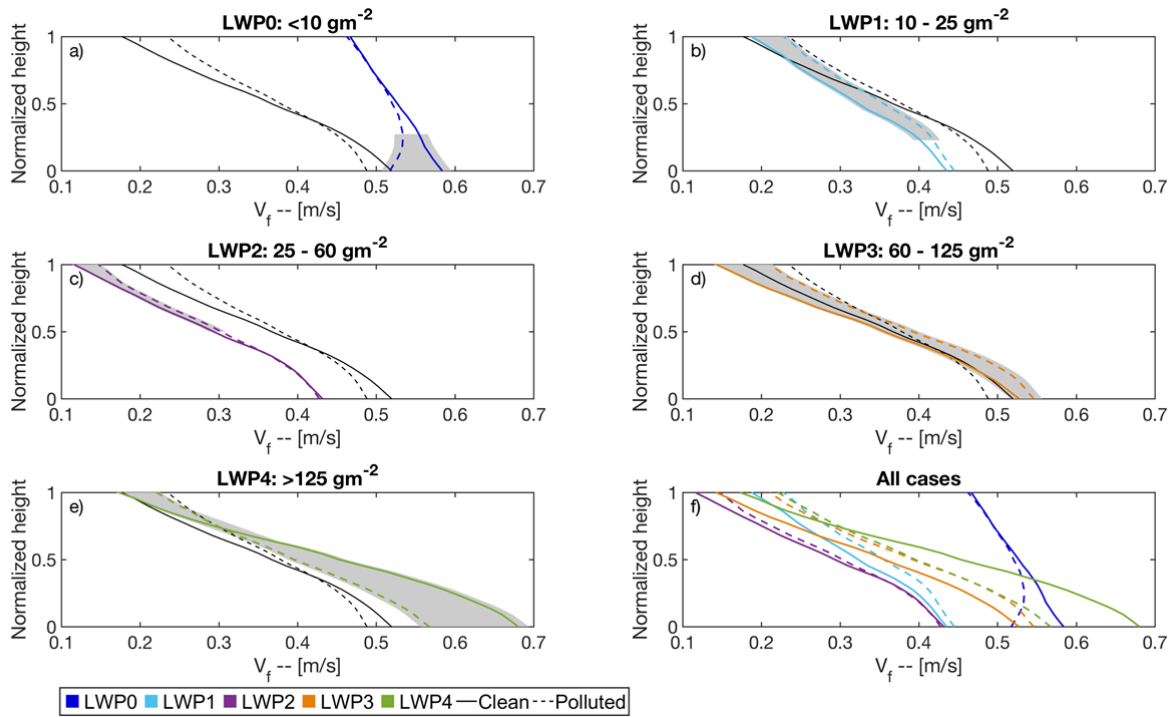 LWP0: <10 gm-2
a)
Normalized height
1
0.5
0
0.1 0.2 0.3 0.4 0.5 0.6 0.7
Vf -- [m/s]
LWP1: 10 - 25 gm-2
b)
Normalized height
1
0.5
0
0.1 0.2 0.3 0.4 0.5 0.6 0.7
Vf -- [m/s]
LWP2: 25 - 60 gm-2
c)
Normalized height
1
0.5
0
0.1 0.2 0.3 0.4 0.5 0.6 0.7
Vf -- [m/s]
LWP3: 60 - 125 gm-2
d)
Normalized height
1
0.5
0
0.1 0.2 0.3 0.4 0.5 0.6 0.7
Vf -- [m/s]
LWP4: >125 gm-2
e)
Normalized height
1
0.5
0
0.1 0.2 0.3 0.4 0.5 0.6 0.7
Vf -- [m/s]
All cases
f)
Normalized height
1
0.5
0
0.1 0.2 0.3 0.4 0.5 0.6 0.7
Vf -- [m/s]
LWP0 LWP1 LWP2 LWP3 LWP4 Clean Polluted